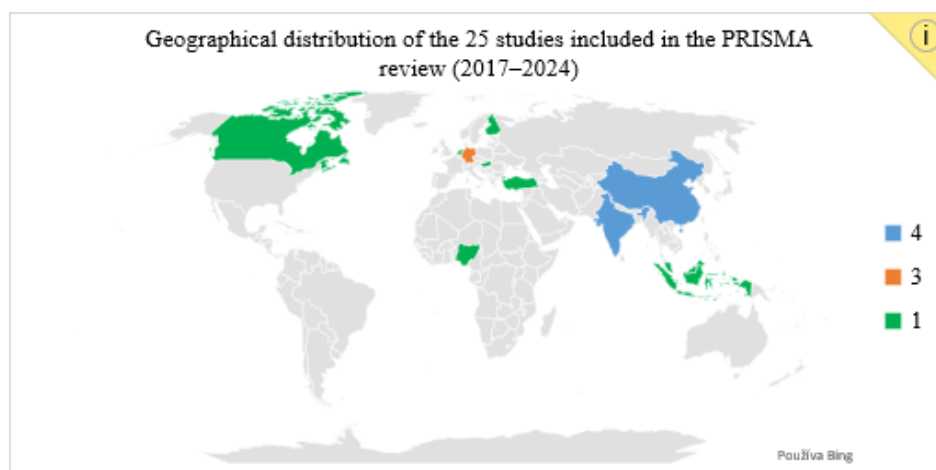 Geographical distribution of the 25 studies included in the PRISMA
review (2017–2024)
i
4
3
1
Používa Bing